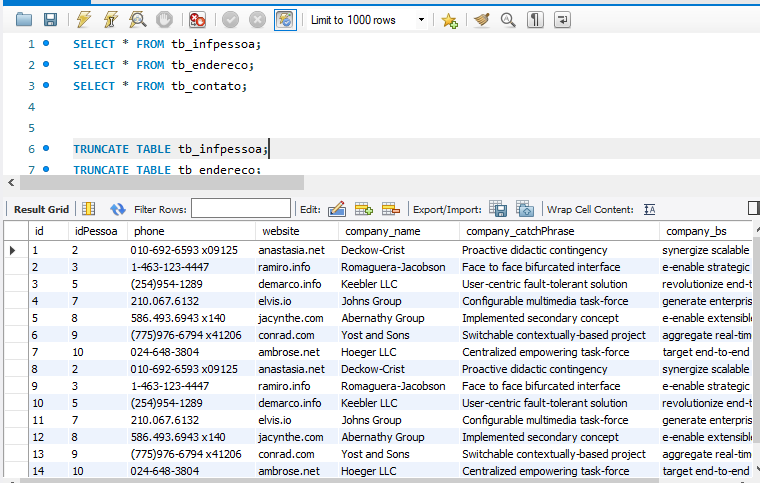 Limit to 1000 rows
1 SELECT * FROM tb_infpessoa;
2 SELECT * FROM tb_endereco;
3 SELECT * FROM tb_contato;
4
5
6 TRUNCATE TABLE tb_infpessoa;
7 TRUNCATE TABLE tb_endereco;
Result Grid Filter Rows: Edit: Export/Import: Wrap Cell Content: IA
id idPessoa phone website company_name company_catchPhrase company_bs
1 2 010-692-6593 x09125 anastasia.net Deckow-Crist Proactive didactic contingency synergize scalable
2 3 1-463-123-4447 ramiro.info Romaguera-Jacobson Face to face bifurcated interface e-enable strategic
3 5 (254)954-1289 demarco.info Keebler LLC User-centric fault-tolerant solution revolutionize end-t
4 7 210.067.6132 elvis.io Johns Group Configurable multimedia task-force generate enterpris
5 8 586.493.6943 x140 jacynthe.com Abernathy Group Implemented secondary concept e-enable extensible
6 9 (775)976-6794 x41206 conrad.com Yost and Sons Switchable contextually-based project aggregate real-tim
7 10 024-648-3804 ambrose.net Hoeger LLC Centralized empowering task-force target end-to-end
8 2 010-692-6593 x09125 anastasia.net Deckow-Crist Proactive didactic contingency synergize scalable
9 3 1-463-123-4447 ramiro.info Romaguera-Jacobson Face to face bifurcated interface e-enable strategic
10 5 (254)954-1289 demarco.info Keebler LLC User-centric fault-tolerant solution revolutionize end-t
11 7 210.067.6132 elvis.io Johns Group Configurable multimedia task-force generate enterpris
12 8 586.493.6943 x140 jacynthe.com Abernathy Group Implemented secondary concept e-enable extensible
13 9 (775)976-6794 x41206 conrad.com Yost and Sons Switchable contextually-based project aggregate real-tim
14 10 024-648-3804 ambrose.net Hoeger LLC Centralized empowering task-force target end-to-end